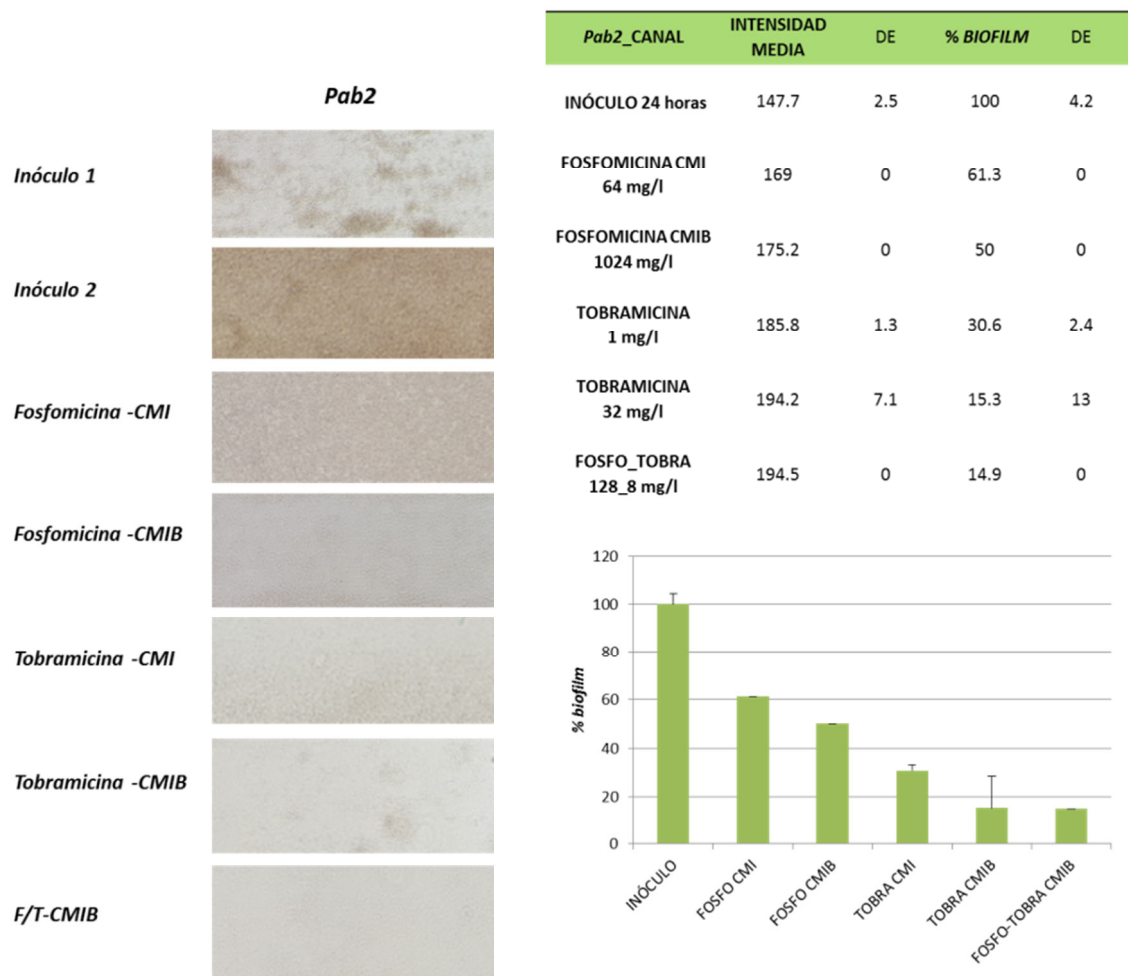 Pab2
Inóculo 1
Inóculo 2
Fosfomicina -CMI
Fosfomicina -CMIB
Tobramicina -CMI
Tobramicina -CMIB
F/T-CMIB
Pab2_CANAL INTENSIDAD MEDIA DE % BIOFILM DE
INÓCULO 24 horas 147.7 2.5 100 4.2
FOSFOMICINA CMI
64 mg/l 169 0 61.3 0
FOSFOMICINA CMIB
1024 mg/l 175.2 0 50 0
TOBRAMICINA
1 mg/l 185.8 1.3 30.6 2.4
TOBRAMICINA
32 mg/l 194.2 7.1 15.3 13
FOSFO_TOBRA
128_8 mg/l 194.5 0 14.9 0
120
100
80
60
40
20
0
% biofilm
INÓCULO
FOSFO CMI
FOSFO CMIB
TOBRA CMI
TOBRA CMIB
FOSFO-TOBRA CMIB